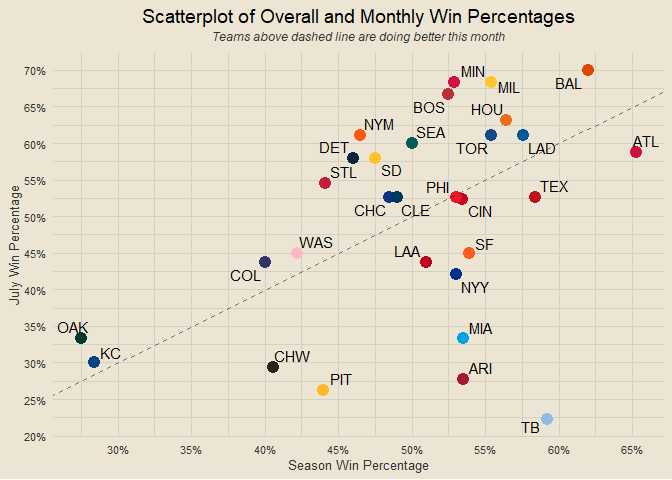 Scatterplot of Overall and Monthly Win Percentages
Teams above dashed line are doing better this month
July Win Percentage
70%
65%
60%
55%
50%
45%
40%
35%
30%
25%
20%
MIN
MIL
BAL
BOS
HOU
NYM
SEA
TOR
LAD
ATL
DET
SD
STL
PHI
TEX
CHC
CLE
CIN
WAS
LAA
SF
COL
NYY
OAK
KC
MIA
CHW
PIT
ARI
TB
30%
40%
45%
50%
55%
60%
65%
Season Win Percentage